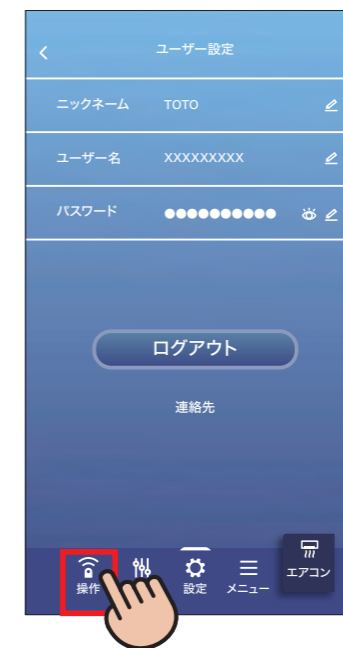 ユーザー設定
ニックネーム TOTO
ユーザー名 XXXXXXXXX
パスワード ●●●●●●●●●●
ログアウト
連絡先
操作 設定 メニュー エアコン